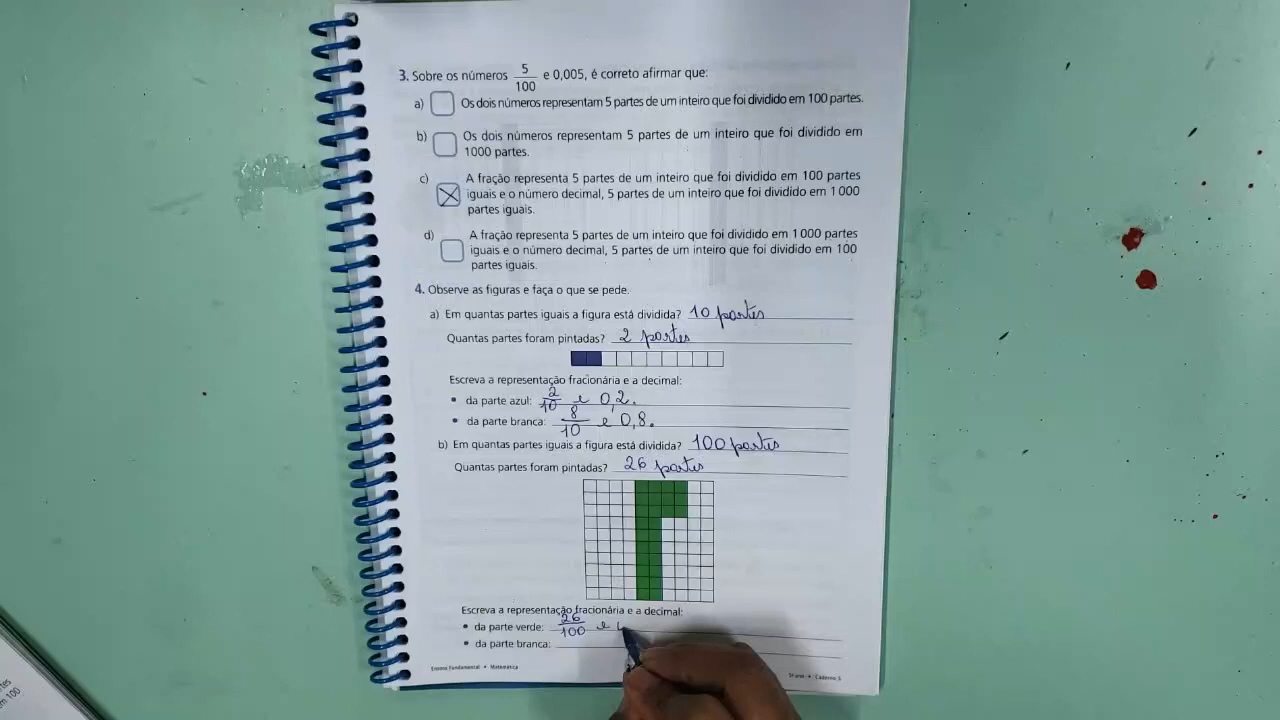 3. Sobre os números 5/100 e 0,005, é correto afirmar que:
a) Os dois números representam 5 partes de um inteiro que foi dividido em 100 partes.
b) Os dois números representam 5 partes de um inteiro que foi dividido em
1000 partes.
c) A fração representa 5 partes de um inteiro que foi dividido em 100 partes
iguais e o número decimal, 5 partes de um inteiro que foi dividido em 1 000
partes iguais.
d) A fração representa 5 partes de um inteiro que foi dividido em 1 000 partes
iguais e o número decimal, 5 partes de um inteiro que foi dividido em 100
partes iguais.
4. Observe as figuras e faça o que se pede.
a) Em quantas partes iguais a figura está dividida? 10 partes
Quantas partes foram pintadas? 2 partes
Escreva a representação fracionária e a decimal:
• da parte azul: 2/10 e 0,2.
• da parte branca: 8/10 e 0,8.
b) Em quantas partes iguais a figura está dividida? 100 partes
Quantas partes foram pintadas? 26 partes
Escreva a representação fracionária e a decimal:
• da parte verde: 26/100 e
• da parte branca:
Ensino Fundamental • Matemática
5º ano • Caderno